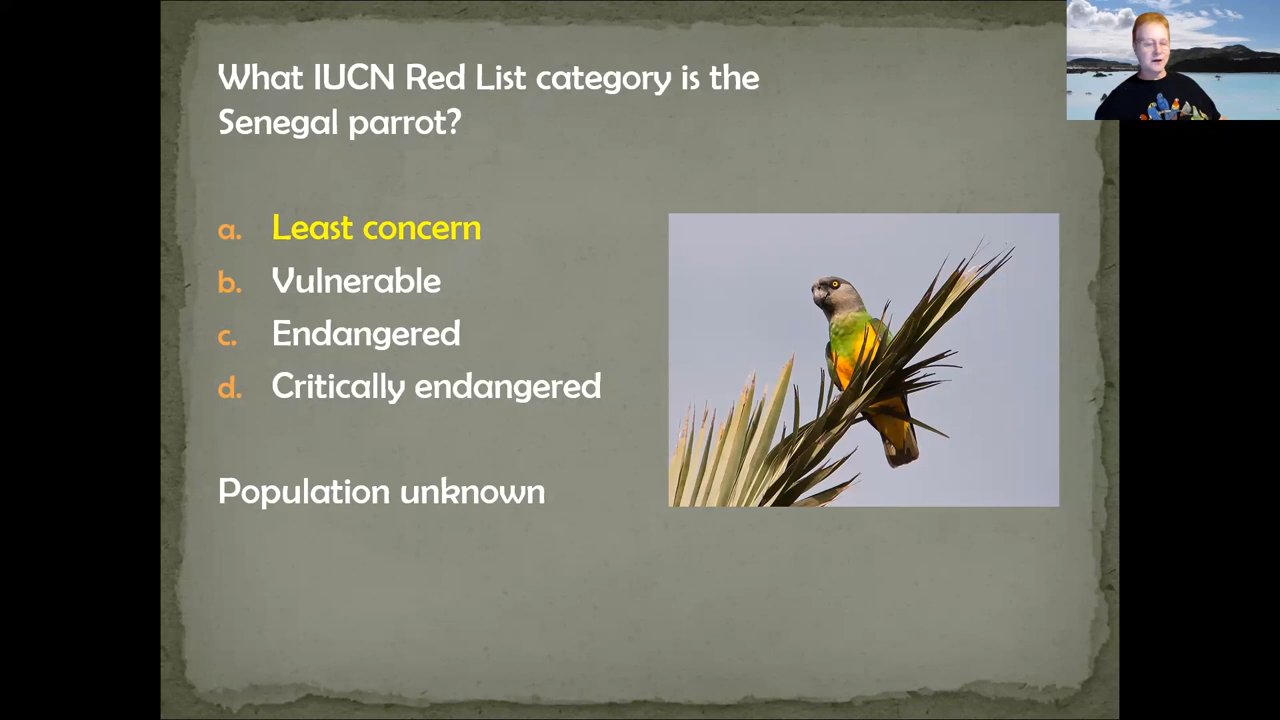 What IUCN Red List category is the
Senegal parrot?
a. Least concern
b. Vulnerable
c. Endangered
d. Critically endangered
Population unknown